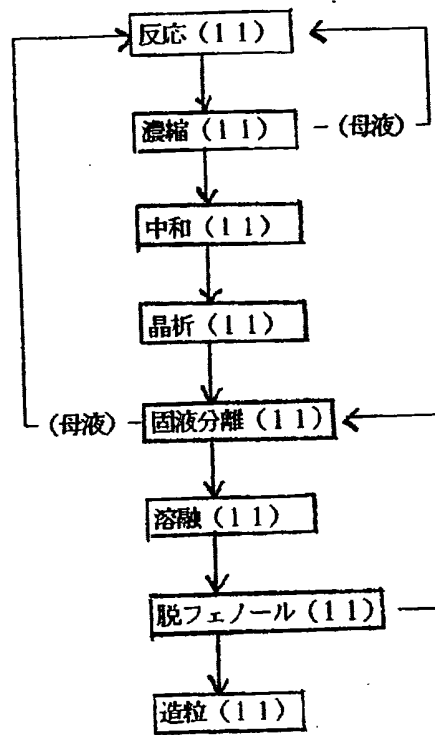 反応（１１）
濃縮（１１）
（母液）
中和（１１）
晶折（１１）
（母液）
固液分離（１１）
溶融（１１）
脱フェノール（１１）
造粒（１１）